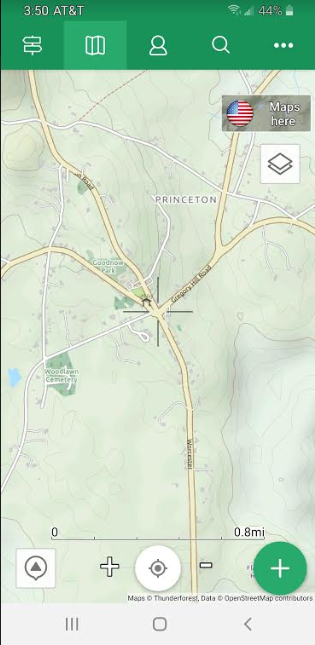 3:50 AT&T 44%
Maps
here
PRINCETON
Road
Goodnow
Park
Gregory Hill Road
Woodlawn
Cemetery
Worcester
0 0.8mi
Maps © Thunderforest, Data © OpenStreetMap contributors